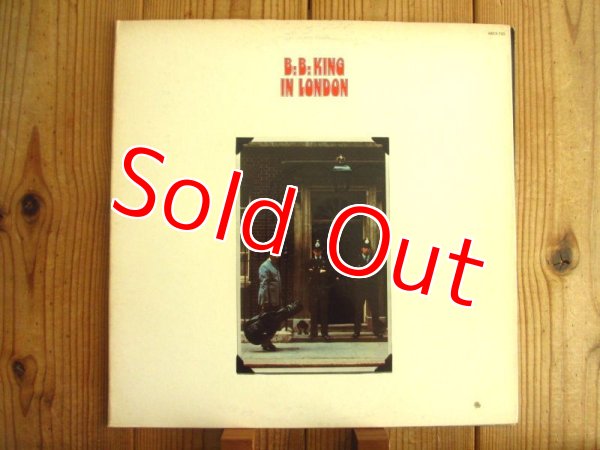 B.B. KING
IN LONDON
Sold Out